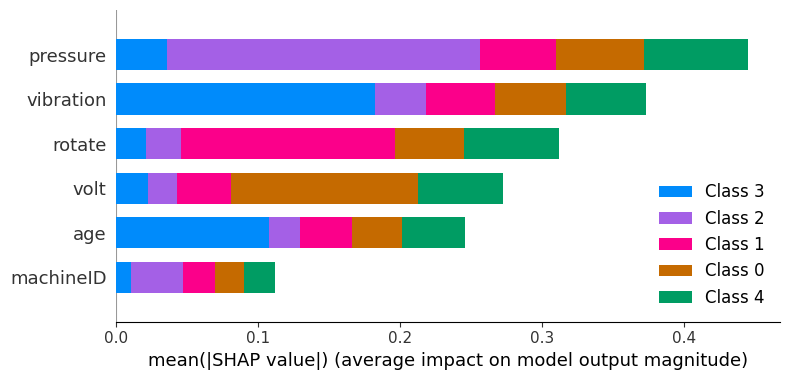 pressure
vibration
rotate
volt
age
machineID
Class 3
Class 2
Class 1
Class 0
Class 4
0.0 0.1 0.2 0.3 0.4
mean(|SHAP value|) (average impact on model output magnitude)